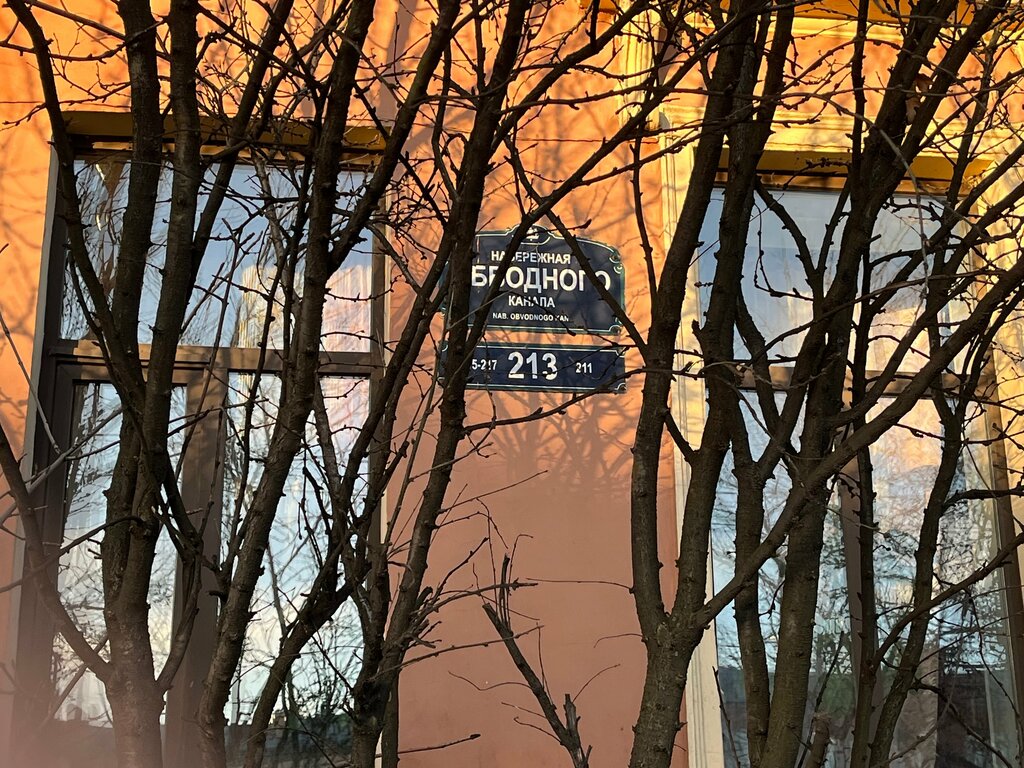 НАБЕРЕЖНАЯ
ОБВОДНОГО
КАНАЛА
NAB. OBVODNOGO KAN.
5-217 213 211